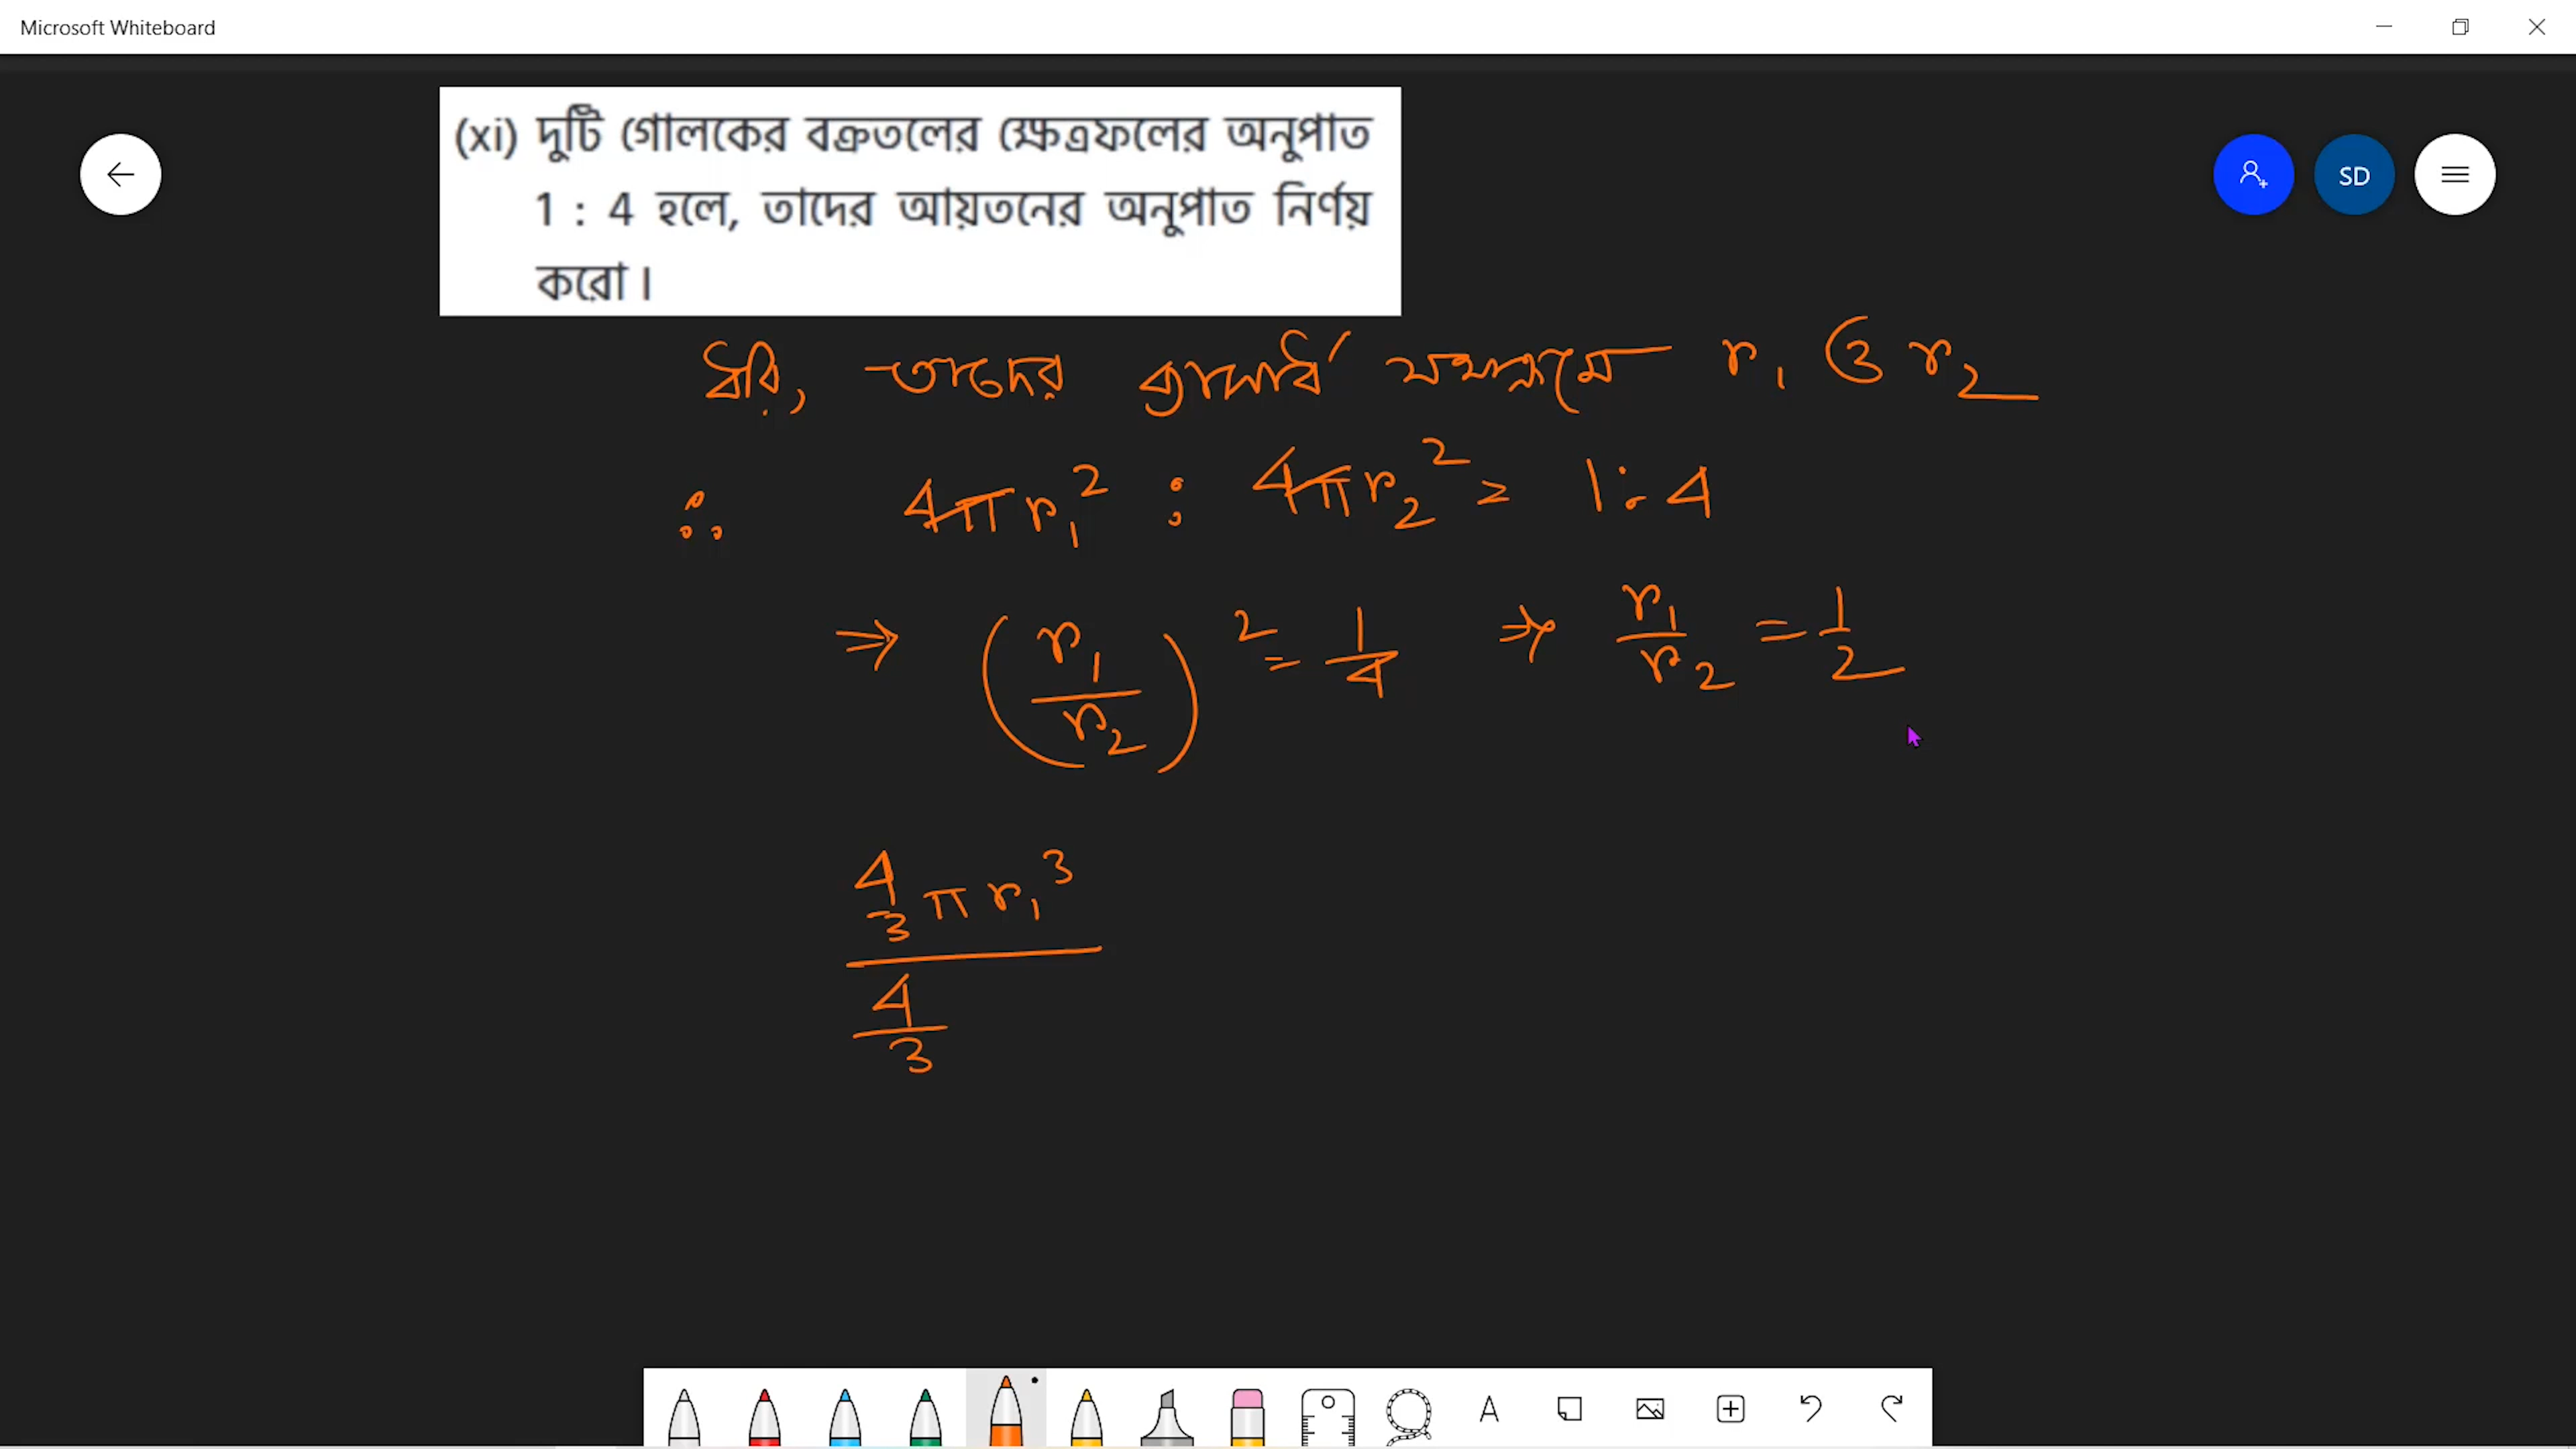 Microsoft Whiteboard
(xi) দুটি গোলকের বক্রতলের ক্ষেত্রফলের অনুপাত
1 : 4 হলে, তাদের আয়তনের অনুপাত নির্ণয়
করো।
SD
ধরি, তাদের ব্যাসার্ধ যথাক্রমে r₁ ও r₂
∴ 4πr₁² : 4πr₂² = 1:4
⇒ (r₁/r₂)² = 1/4 ⇒ r₁/r₂ = 1/2
4/3 πr₁³
4/3
A